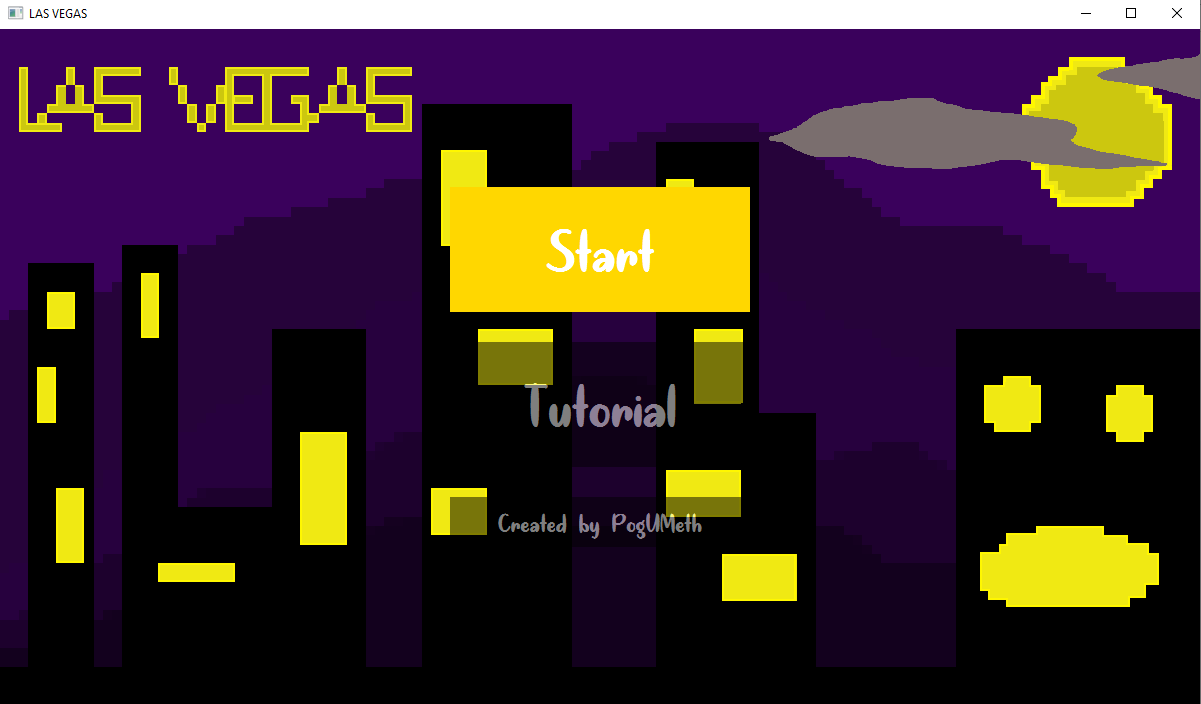 LAS VEGAS
LAS VEGAS
Start
Tutorial
Created by PogUMeth